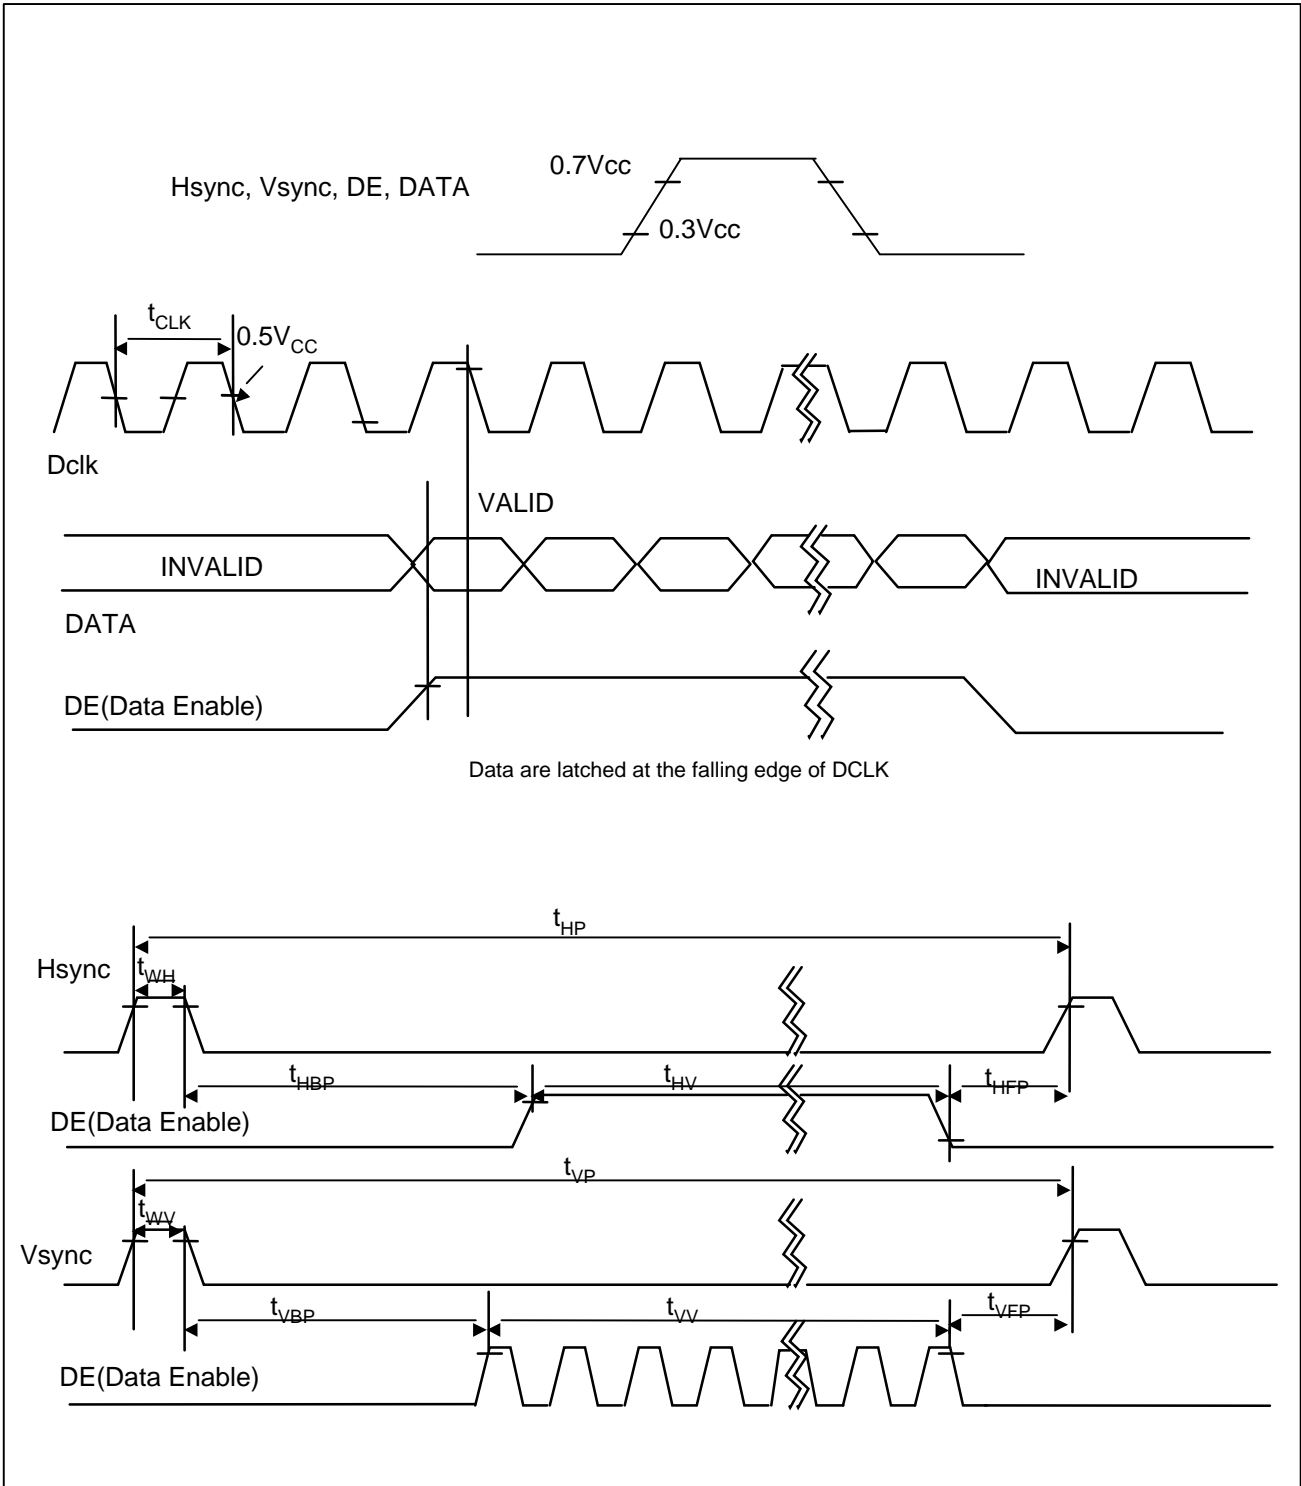 0.7Vcc
Hsync, Vsync, DE, DATA
0.3Vcc
tCLK
0.5VCC
Dclk
VALID
INVALID
INVALID
DATA
DE(Data Enable)
Data are latched at the falling edge of DCLK
tHP
Hsync
tWH
tHBP
tHV
tHFP
DE(Data Enable)
tVP
tWV
Vsync
tVBP
tVV
tVFP
DE(Data Enable)